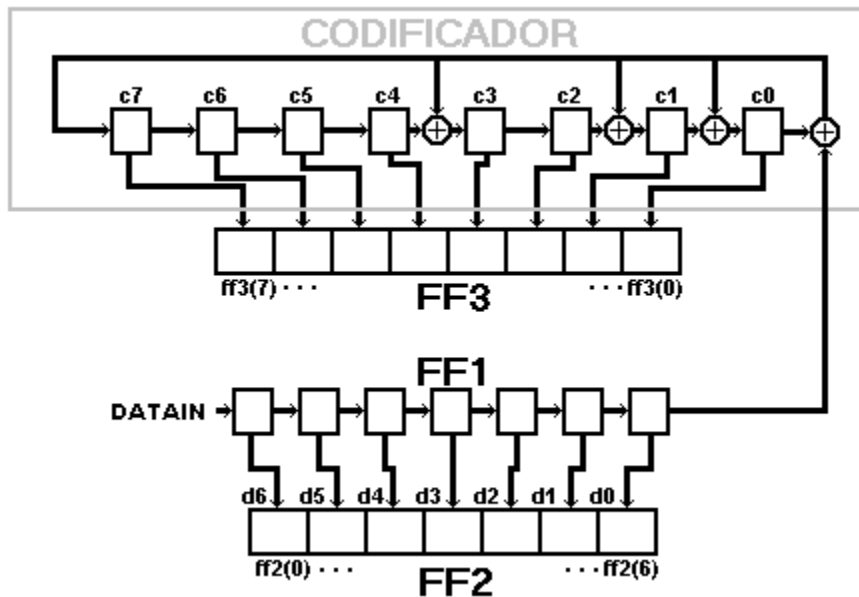 CODIFICADOR
c7 c6 c5 c4 c3 c2 c1 c0
ff3(7) ... ... ff3(0)
FF3
FF1
DATAIN
d6 d5 d4 d3 d2 d1 d0
ff2(0) ... ... ff2(6)
FF2